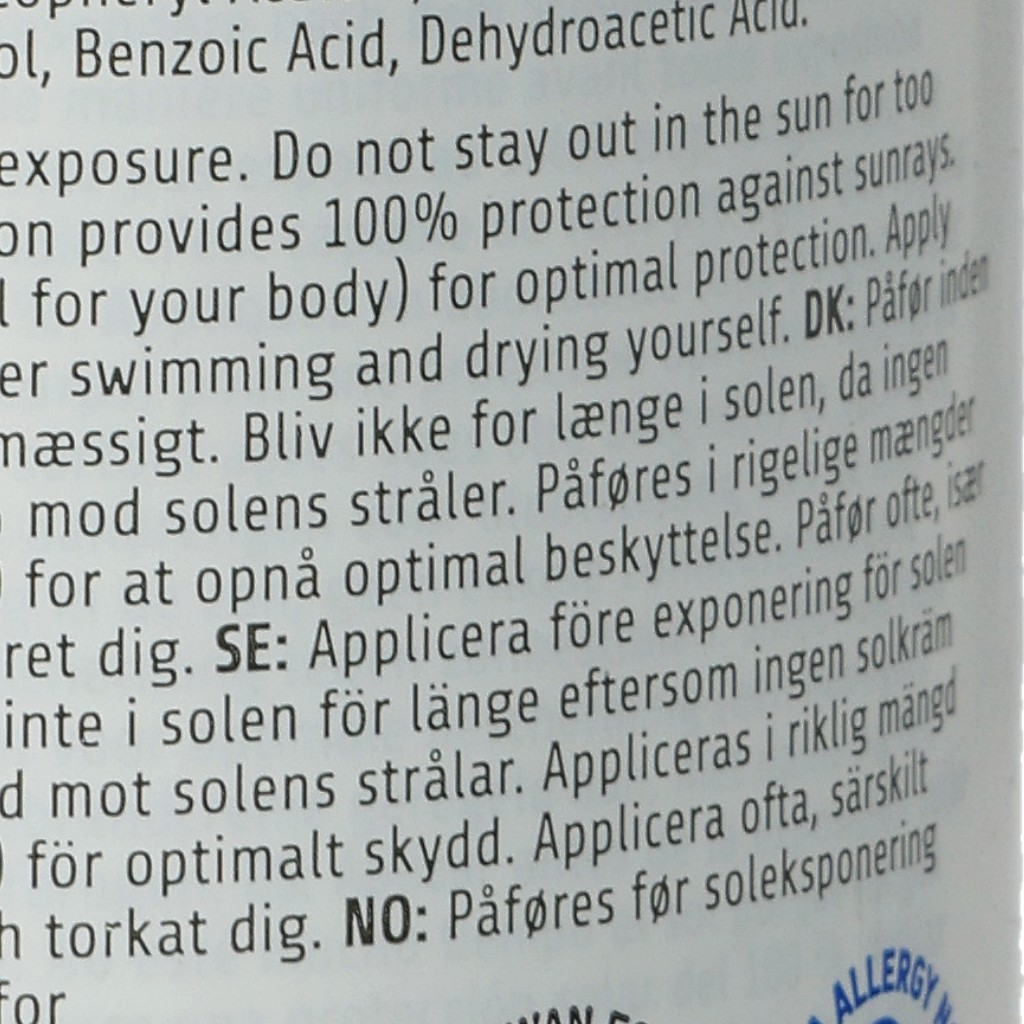 ol, Benzoic Acid, Dehydroacetic Acid.
exposure. Do not stay out in the sun for too
on provides 100% protection against sunrays.
l for your body) for optimal protection. Apply
er swimming and drying yourself. DK: Påfør inden
mæssigt. Bliv ikke for længe i solen, da ingen
mod solens stråler. Påføres i rigelige mængder
) for at opnå optimal beskyttelse. Påfør ofte, især
ret dig. SE: Applicera före exponering för solen
inte i solen för länge eftersom ingen solkräm
d mot solens strålar. Appliceras i riklig mängd
) för optimalt skydd. Applicera ofta, särskilt
h torkat dig. NO: Påføres før soleksponering
for
ALLERGY